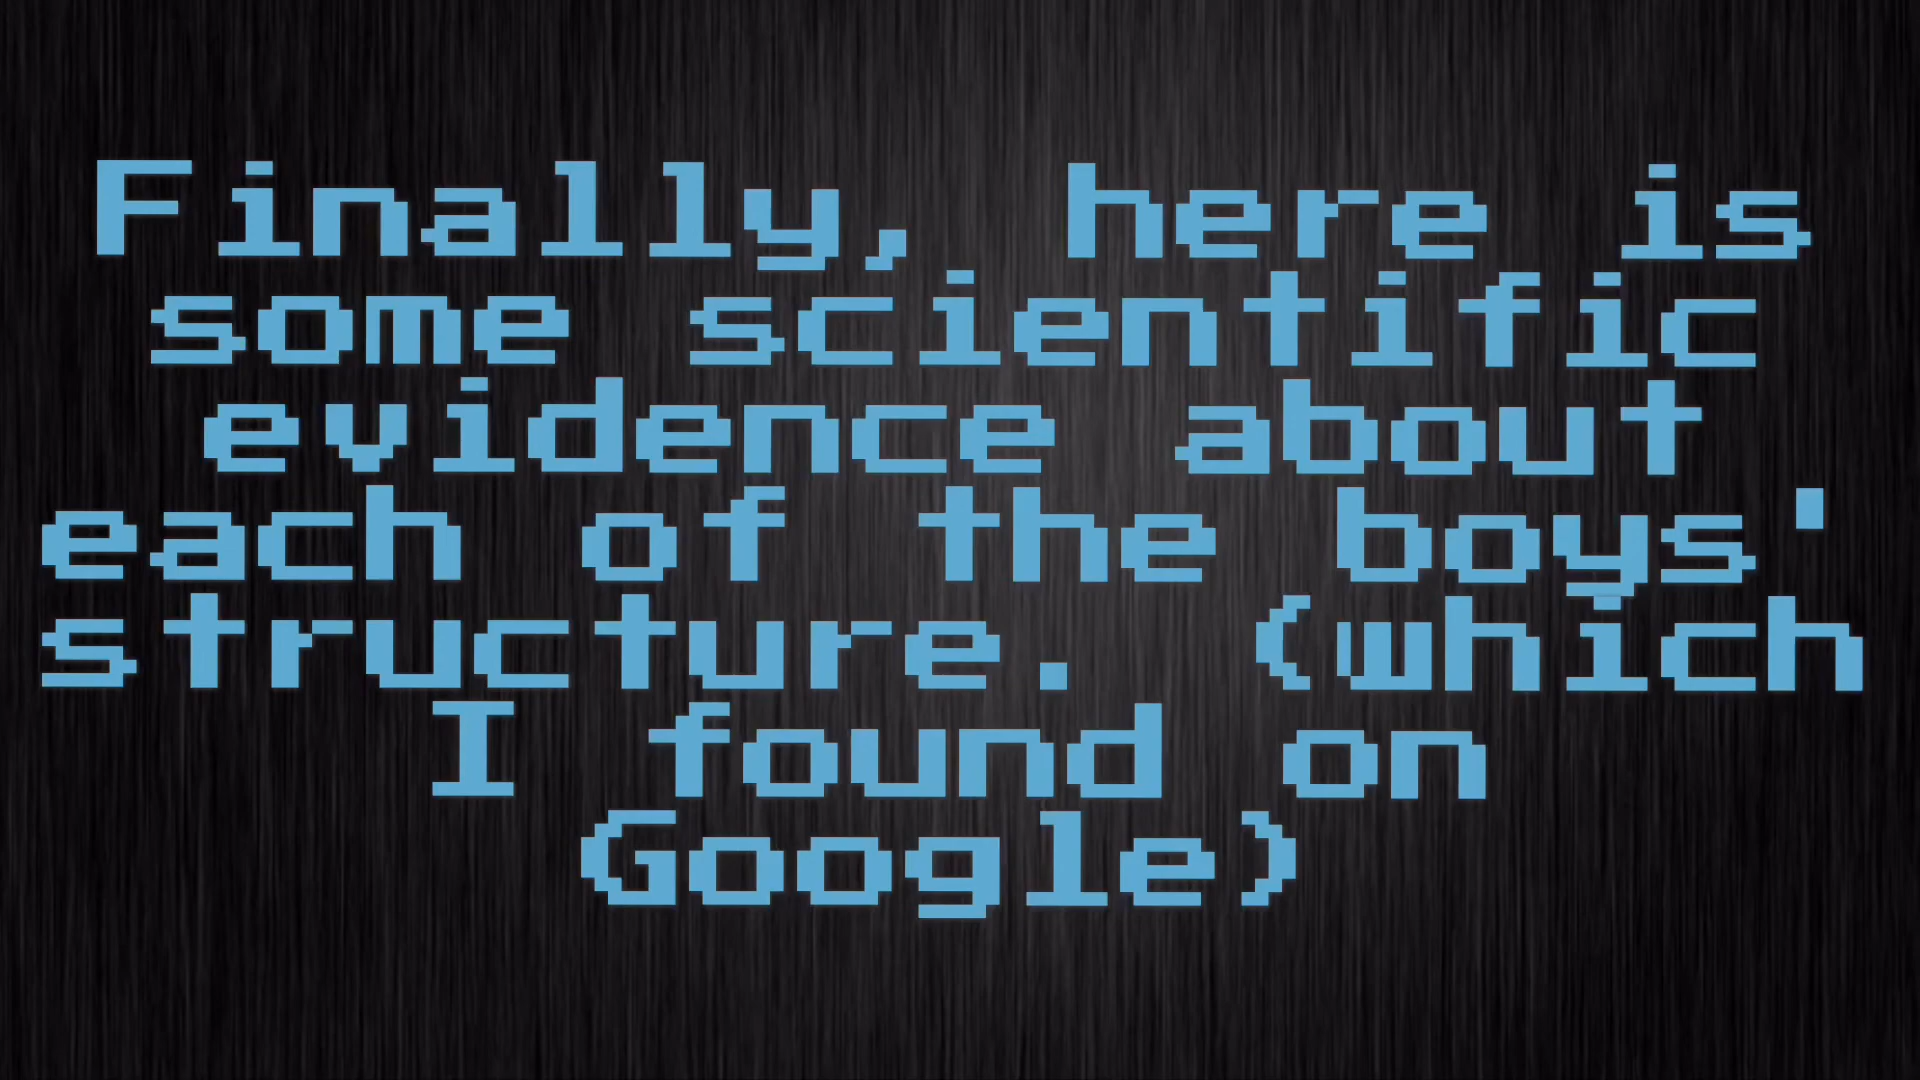 Finally, here is
some scientific
evidence about
each of the boys'
structure. (which
I found on
Google)